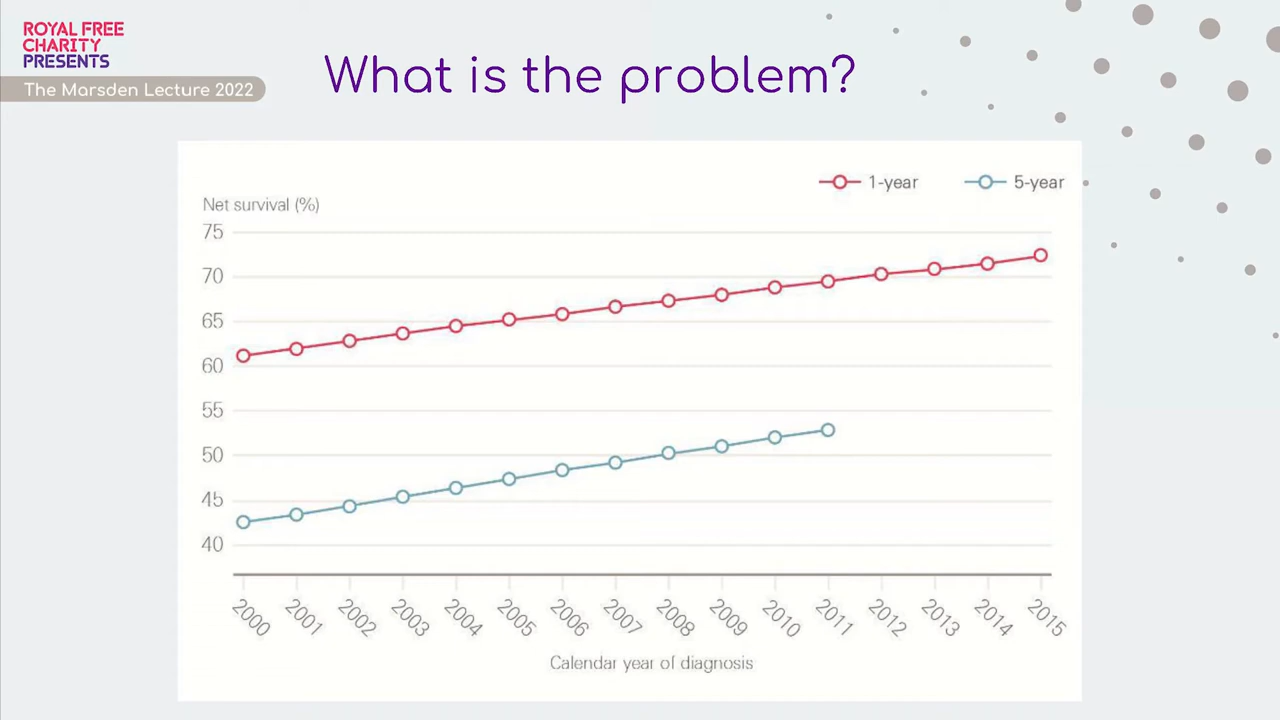 ROYAL FREE
CHARITY
PRESENTS
The Marsden Lecture 2022
What is the problem?
1-year
5-year
Net survival (%)
75
70
65
60
55
50
45
40
2000
2001
2002
2003
2004
2005
2006
2007
2008
2009
2010
2011
2012
2013
2014
2015
Calendar year of diagnosis